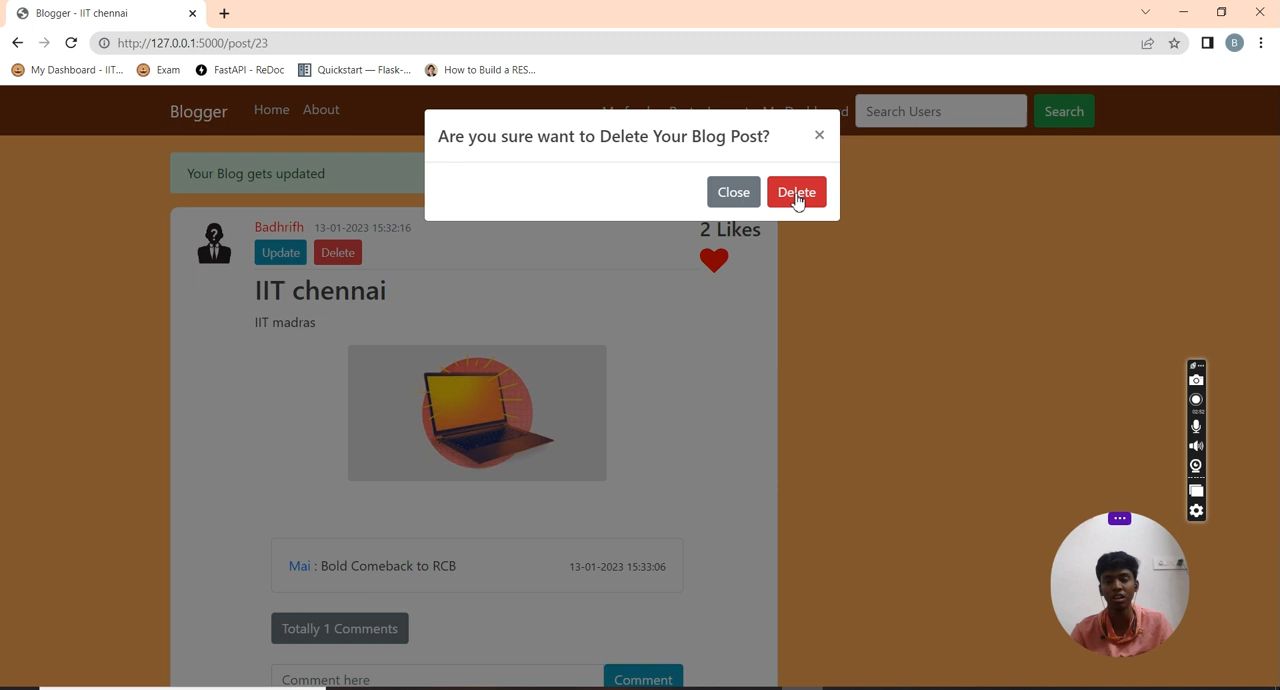 Blogger - IIT chennai
http://127.0.0.1:5000/post/23
B
My Dashboard - IIT...
Exam
FastAPI - ReDoc
Quickstart — Flask-...
How to Build a RES...
Blogger
Home
About
Search Users
Search
Are you sure want to Delete Your Blog Post?
×
Close
Delete
Your Blog gets updated
Badhrifh
13-01-2023 15:32:16
2 Likes
Update
Delete
IIT chennai
IIT madras
Mai : Bold Comeback to RCB
13-01-2023 15:33:06
Totally 1 Comments
Comment here
Comment
02:52